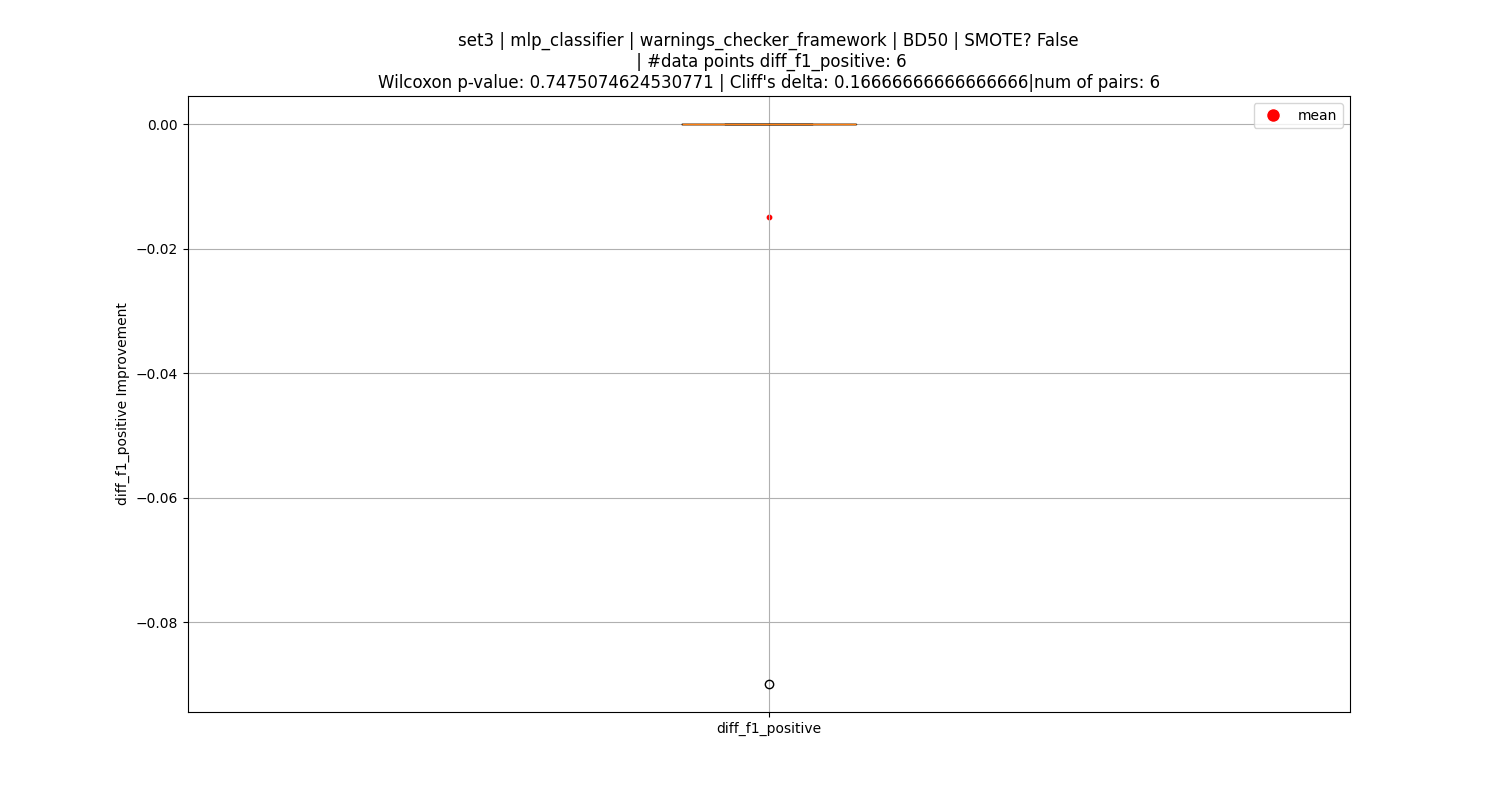 set3 | mlp_classifier | warnings_checker_framework | BD50 | SMOTE? False
| #data points diff_f1_positive: 6
Wilcoxon p-value: 0.7475074624530771 | Cliff's delta: 0.16666666666666666|num of pairs: 6
mean
0.00
−0.02
−0.04
−0.06
−0.08
diff_f1_positive Improvement
diff_f1_positive